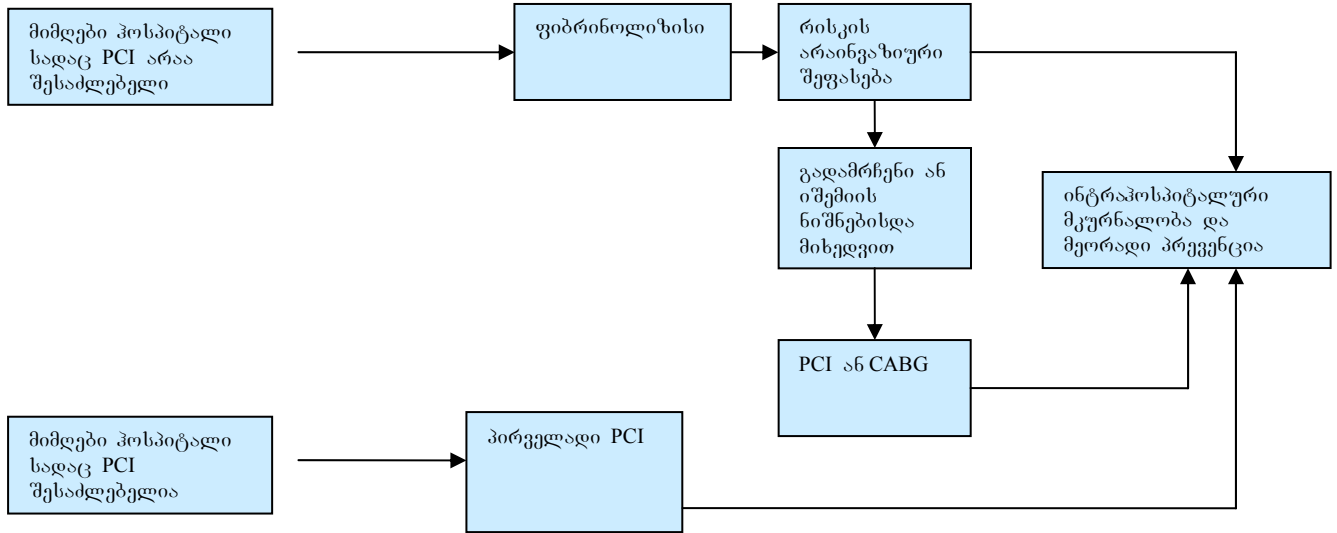 მიმღები ჰოსპიტალი
სადაც PCI არაა
შესაძლებელი
ფიბრინოლიზისი
რისკის
არაინვაზიური
შეფასება
გადამრჩენი ან
იშემიის
ნიშნებისდა
მიხედვით
ინტრაჰოსპიტალური
მკურნალობა და
მეორადი პრევენცია
PCI ან CABG
მიმღები ჰოსპიტალი
სადაც PCI
შესაძლებელია
პირველადი PCI